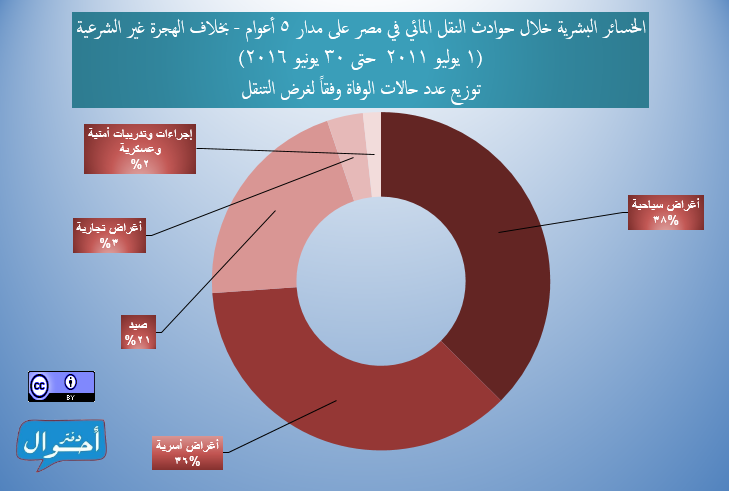 الخسائر البشرية خلال حوادث النقل المائي في مصر على مدار ٥ أعوام - بخلاف الهجرة غير الشرعية
(١ يوليو ٢٠١١ حتى ٣٠ يونيو ٢٠١٦)
توزيع عدد حالات الوفاة وفقاً لغرض التنقل
إجراءات وتدريبات أمنية
وعسكرية
٢%
أغراض سياحية
٣٨%
أغراض تجارية
٣%
صيد
٢١%
أغراض أسرية
٣٦%
cc
BY
دفتر
أحوال